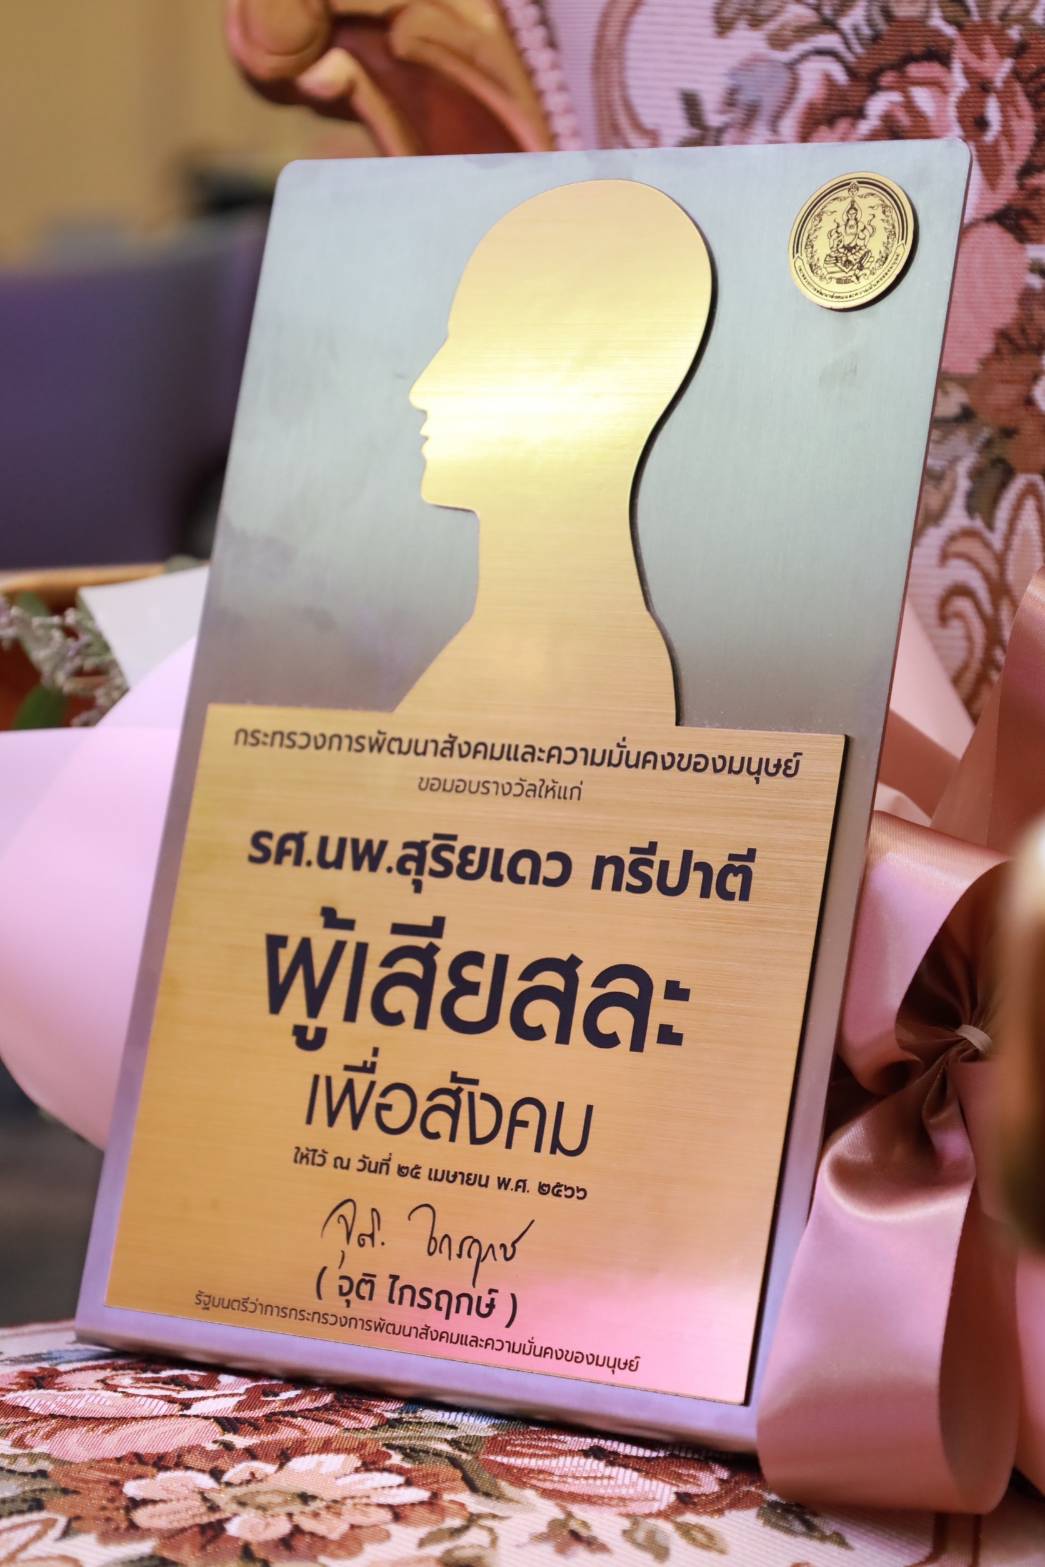 กระทรวงการพัฒนาสังคมและความมั่นคงของมนุษย์
ขอมอบรางวัลให้แก่
รศ.นพ.สุริยเดว ทรีปาตี
ผู้เสียสละ
เพื่อสังคม
ให้ไว้ ณ วันที่ ๒๕ เมษายน พ.ศ. ๒๕๖๖
( จุติ ไกรฤกษ์ )
รัฐมนตรีว่าการกระทรวงการพัฒนาสังคมและความมั่นคงของมนุษย์